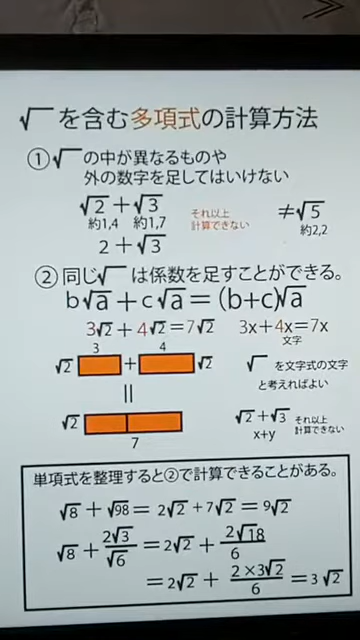 √ を含む多項式の計算方法
① √ の中が異なるものや
外の数字を足してはいけない
√2 + √3 それ以上 ≠√5
約1,4 約1,7 計算できない 約2,2
2 + √3
② 同じ√ は係数を足すことができる。
b√a + c√a = (b+c)√a
3√2 + 4√2 = 7√2 3x+4x=7x
文字
3 4
√2 + √2 √ を文字式の文字
と考えればよい
||
√2 √2+√3 それ以上
計算できない
7 x+y
単項式を整理すると②で計算できることがある。
√8 + √98 = 2√2 + 7√2 = 9√2
√8 + 2√3/√6 = 2√2 + 2√18/6
= 2√2 + 2×3√2/6 = 3√2